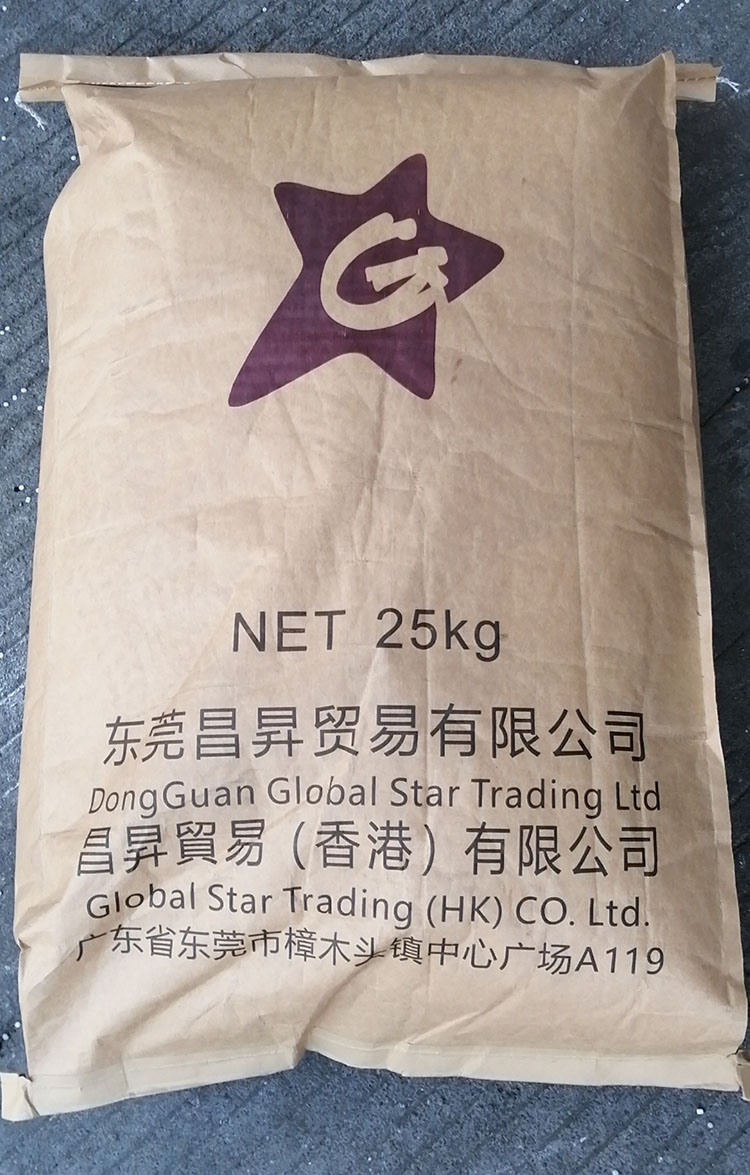 NET 25kg
东莞昌昇贸易有限公司
DongGuan Global Star Trading Ltd
昌昇貿易（香港）有限公司
Global Star Trading (HK) CO. Ltd.
广东省东莞市樟木头镇中心广场A119